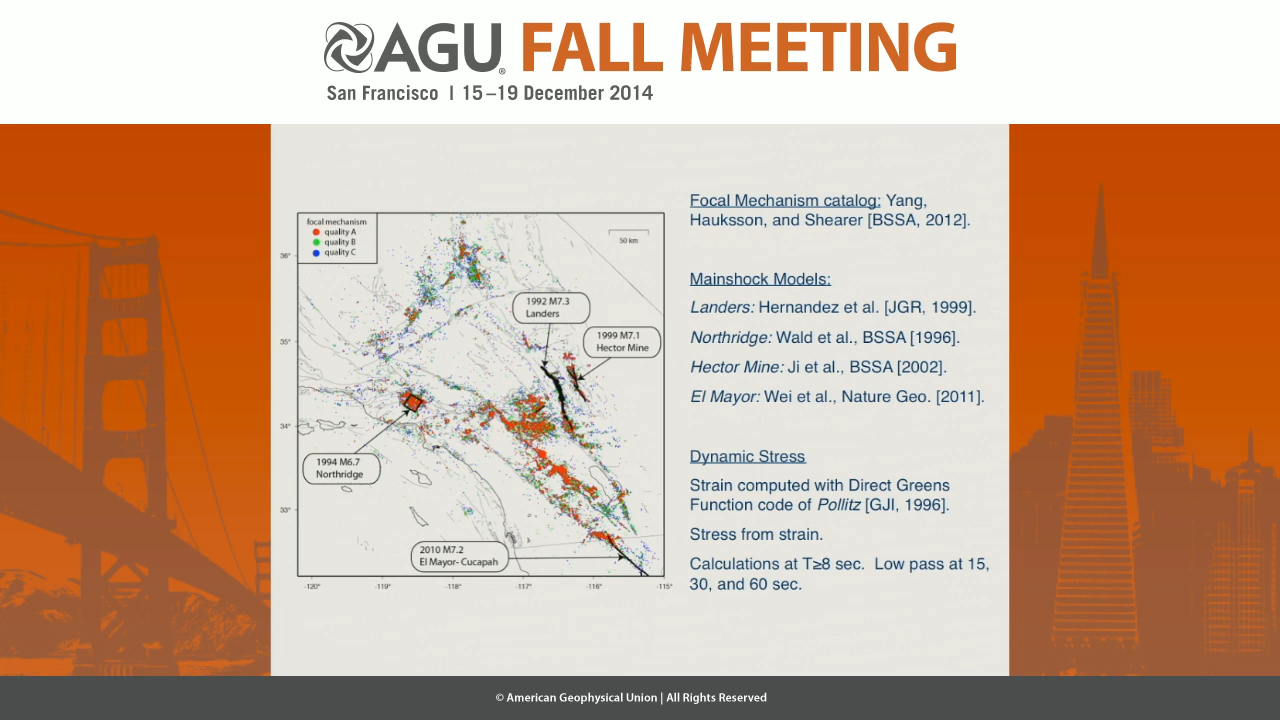 AGU® FALL MEETING
San Francisco | 15–19 December 2014
focal mechanism
quality A
quality B
quality C
50 km
36°
35°
34°
33°
-120°
-119°
-118°
-117°
-116°
-115°
1992 M7.3
Landers
1999 M7.1
Hector Mine
1994 M6.7
Northridge
2010 M7.2
El Mayor- Cucapah
Focal Mechanism catalog: Yang,
Hauksson, and Shearer [BSSA, 2012].
Mainshock Models:
Landers: Hernandez et al. [JGR, 1999].
Northridge: Wald et al., BSSA [1996].
Hector Mine: Ji et al., BSSA [2002].
El Mayor: Wei et al., Nature Geo. [2011].
Dynamic Stress
Strain computed with Direct Greens
Function code of Pollitz [GJI, 1996].
Stress from strain.
Calculations at T≥8 sec.  Low pass at 15,
30, and 60 sec.
© American Geophysical Union | All Rights Reserved